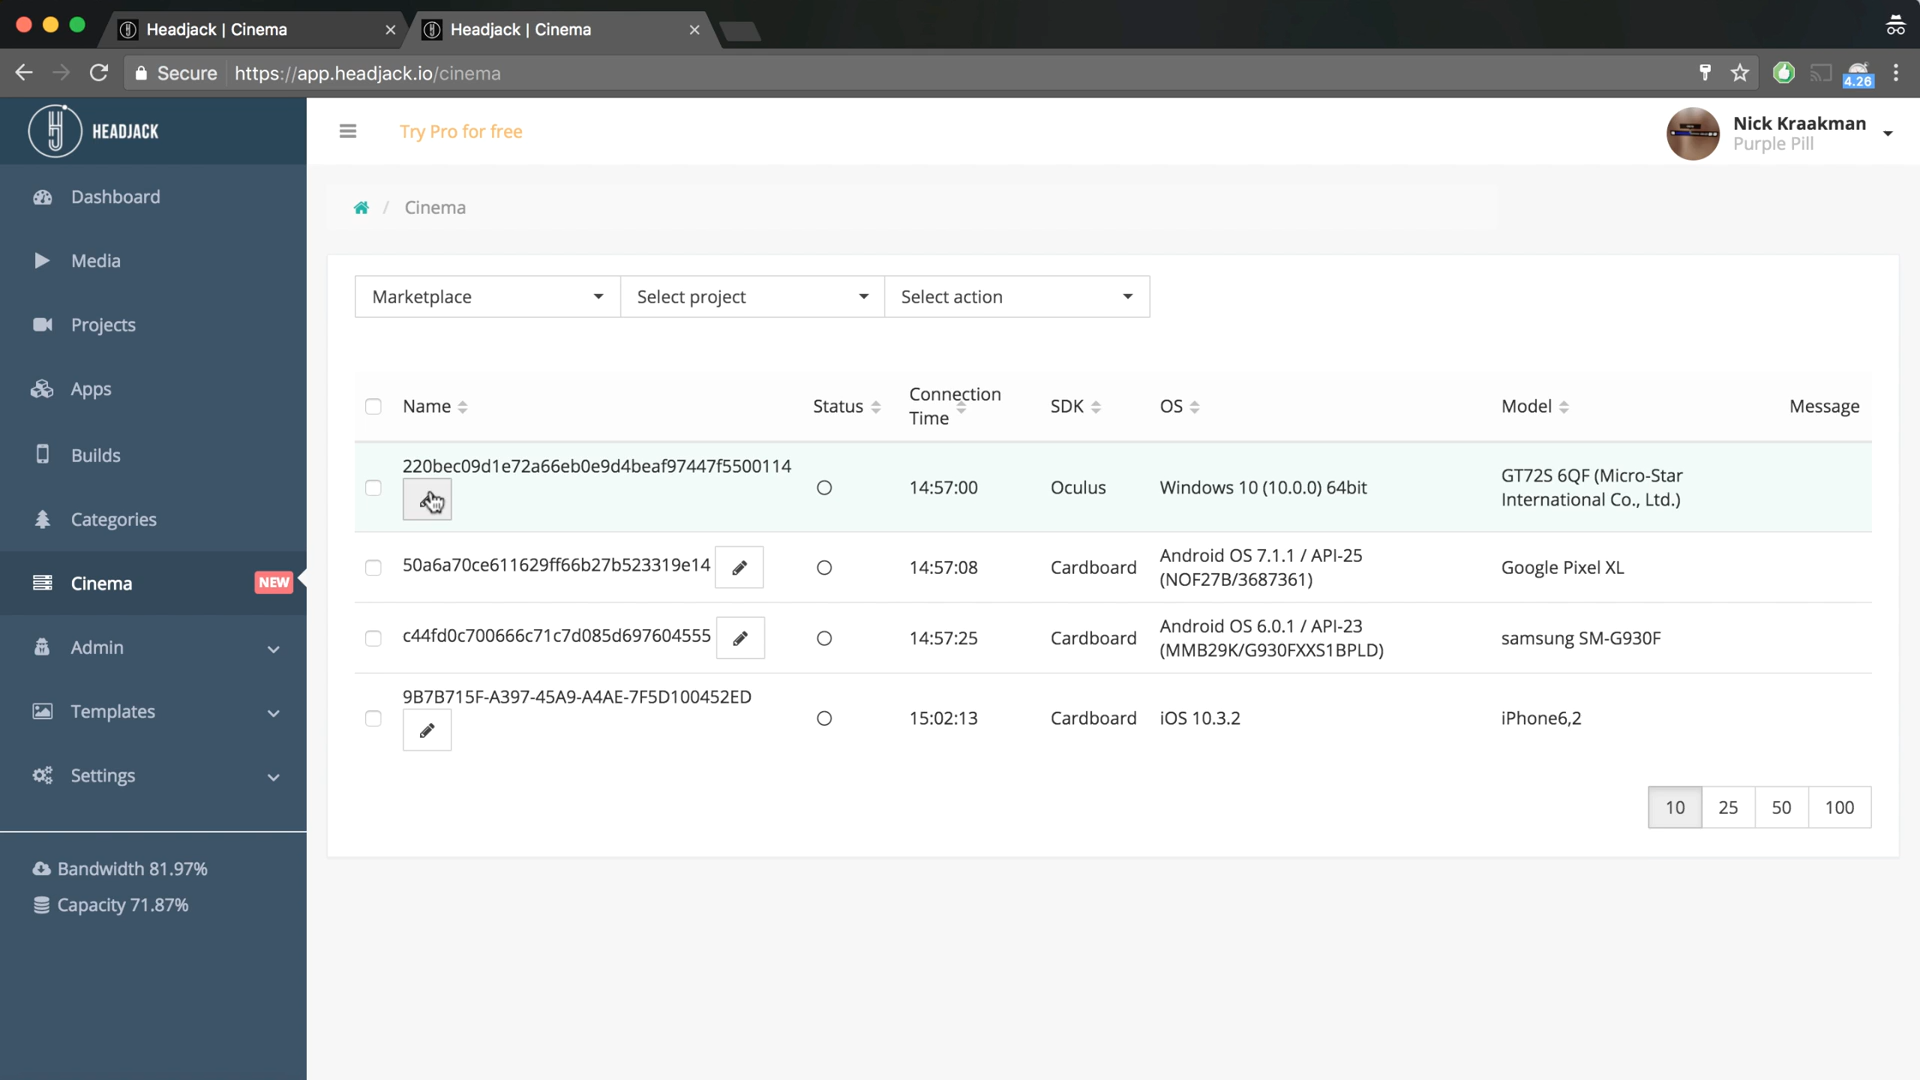 Headjack | Cinema
Headjack | Cinema
Secure
https://app.headjack.io/cinema
4.26
HEADJACK
Try Pro for free
Nick Kraakman
Purple Pill
Dashboard
Media
Projects
Apps
Builds
Categories
Cinema NEW
Admin
Templates
Settings
Bandwidth 81.97%
Capacity 71.87%
/ Cinema
Marketplace Select project Select action
Name Status Connection Time SDK OS Model Message
220bec09d1e72a66eb0e9d4beaf97447f5500114 14:57:00 Oculus Windows 10 (10.0.0) 64bit GT72S 6QF (Micro-Star
International Co., Ltd.)
50a6a70ce611629ff66b27b523319e14 14:57:08 Cardboard Android OS 7.1.1 / API-25
(NOF27B/3687361) Google Pixel XL
c44fd0c700666c71c7d085d697604555 14:57:25 Cardboard Android OS 6.0.1 / API-23
(MMB29K/G930FXXS1BPLD) samsung SM-G930F
9B7B715F-A397-45A9-A4AE-7F5D100452ED 15:02:13 Cardboard iOS 10.3.2 iPhone6,2
10 25 50 100